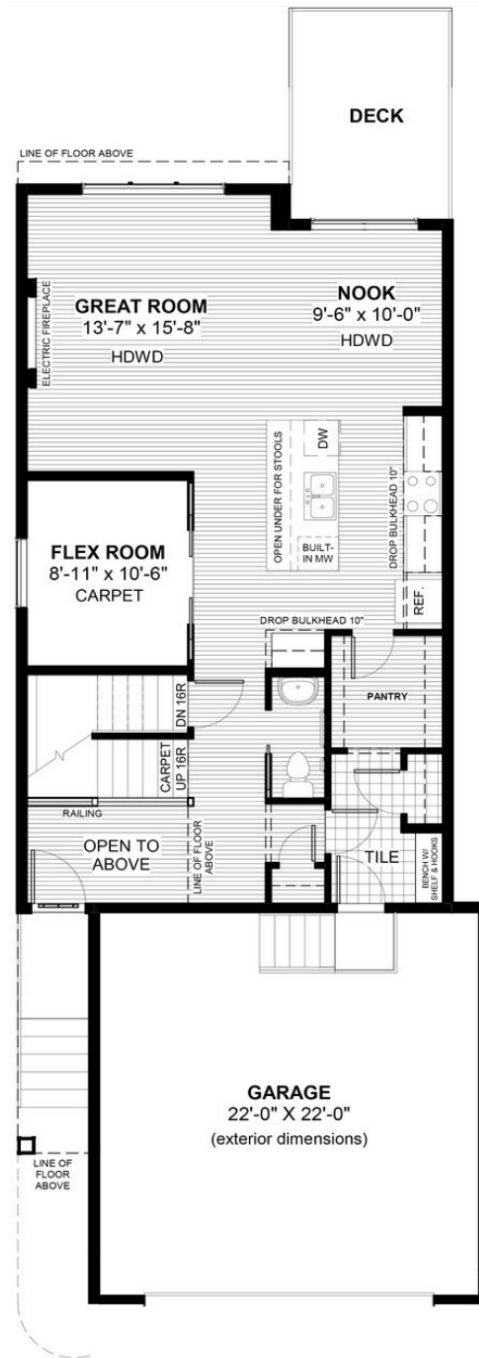 DECK
LINE OF FLOOR ABOVE
GREAT ROOM
13'-7" x 15'-8"
HDWD
NOOK
9'-6" x 10'-0"
HDWD
ELECTRIC FIREPLACE
OPEN UNDER FOR STOOLS
DW
BUILT-
IN MW
DROP BULKHEAD 10"
REF.
FLEX ROOM
8'-11" x 10'-6"
CARPET
DROP BULKHEAD 10"
PANTRY
DN 16R
CARPET
UP 16R
RAILING
OPEN TO
ABOVE
LINE OF FLOOR
ABOVE
TILE
BENCH W/
SHELF & HOOKS
GARAGE
22'-0" X 22'-0"
(exterior dimensions)
LINE OF
FLOOR
ABOVE